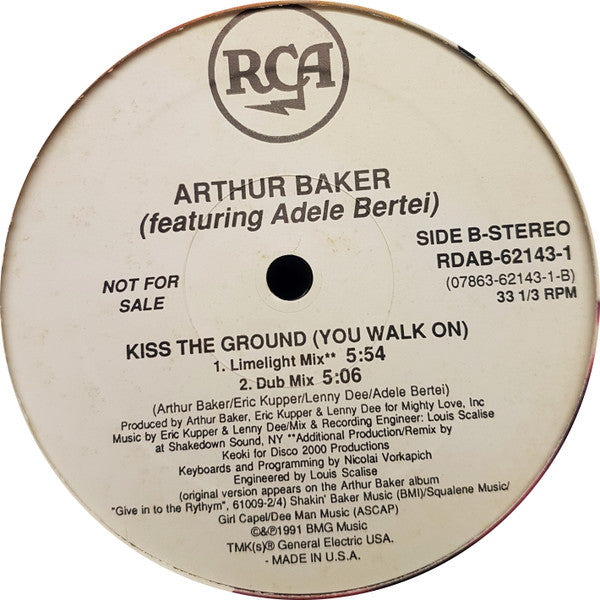 RCA
ARTHUR BAKER
(featuring Adele Bertei)
SIDE B-STEREO
RDAB-62143-1
(07863-62143-1-B)
33 1/3 RPM
NOT FOR
SALE
KISS THE GROUND (YOU WALK ON)
1. Limelight Mix** 5:54
2. Dub Mix 5:06
(Arthur Baker/Eric Kupper/Lenny Dee/Adele Bertei)
Produced by Arthur Baker, Eric Kupper & Lenny Dee for Mighty Love, Inc
Music by Eric Kupper & Lenny Dee/Mix & Recording Engineer: Louis Scalise
at Shakedown Sound, NY **Additional Production/Remix by
Keoki for Disco 2000 Productions
Keyboards and Programming by Nicolai Vorkapich
Engineered by Louis Scalise
(original version appears on the Arthur Baker album
"Give in to the Rythym", 61009-2/4) Shakin' Baker Music (BMI)/Squalene Music/
Girl Capel/Dee Man Music (ASCAP)
©&℗1991 BMG Music
TMK(s)® General Electric USA.
- MADE IN U.S.A.